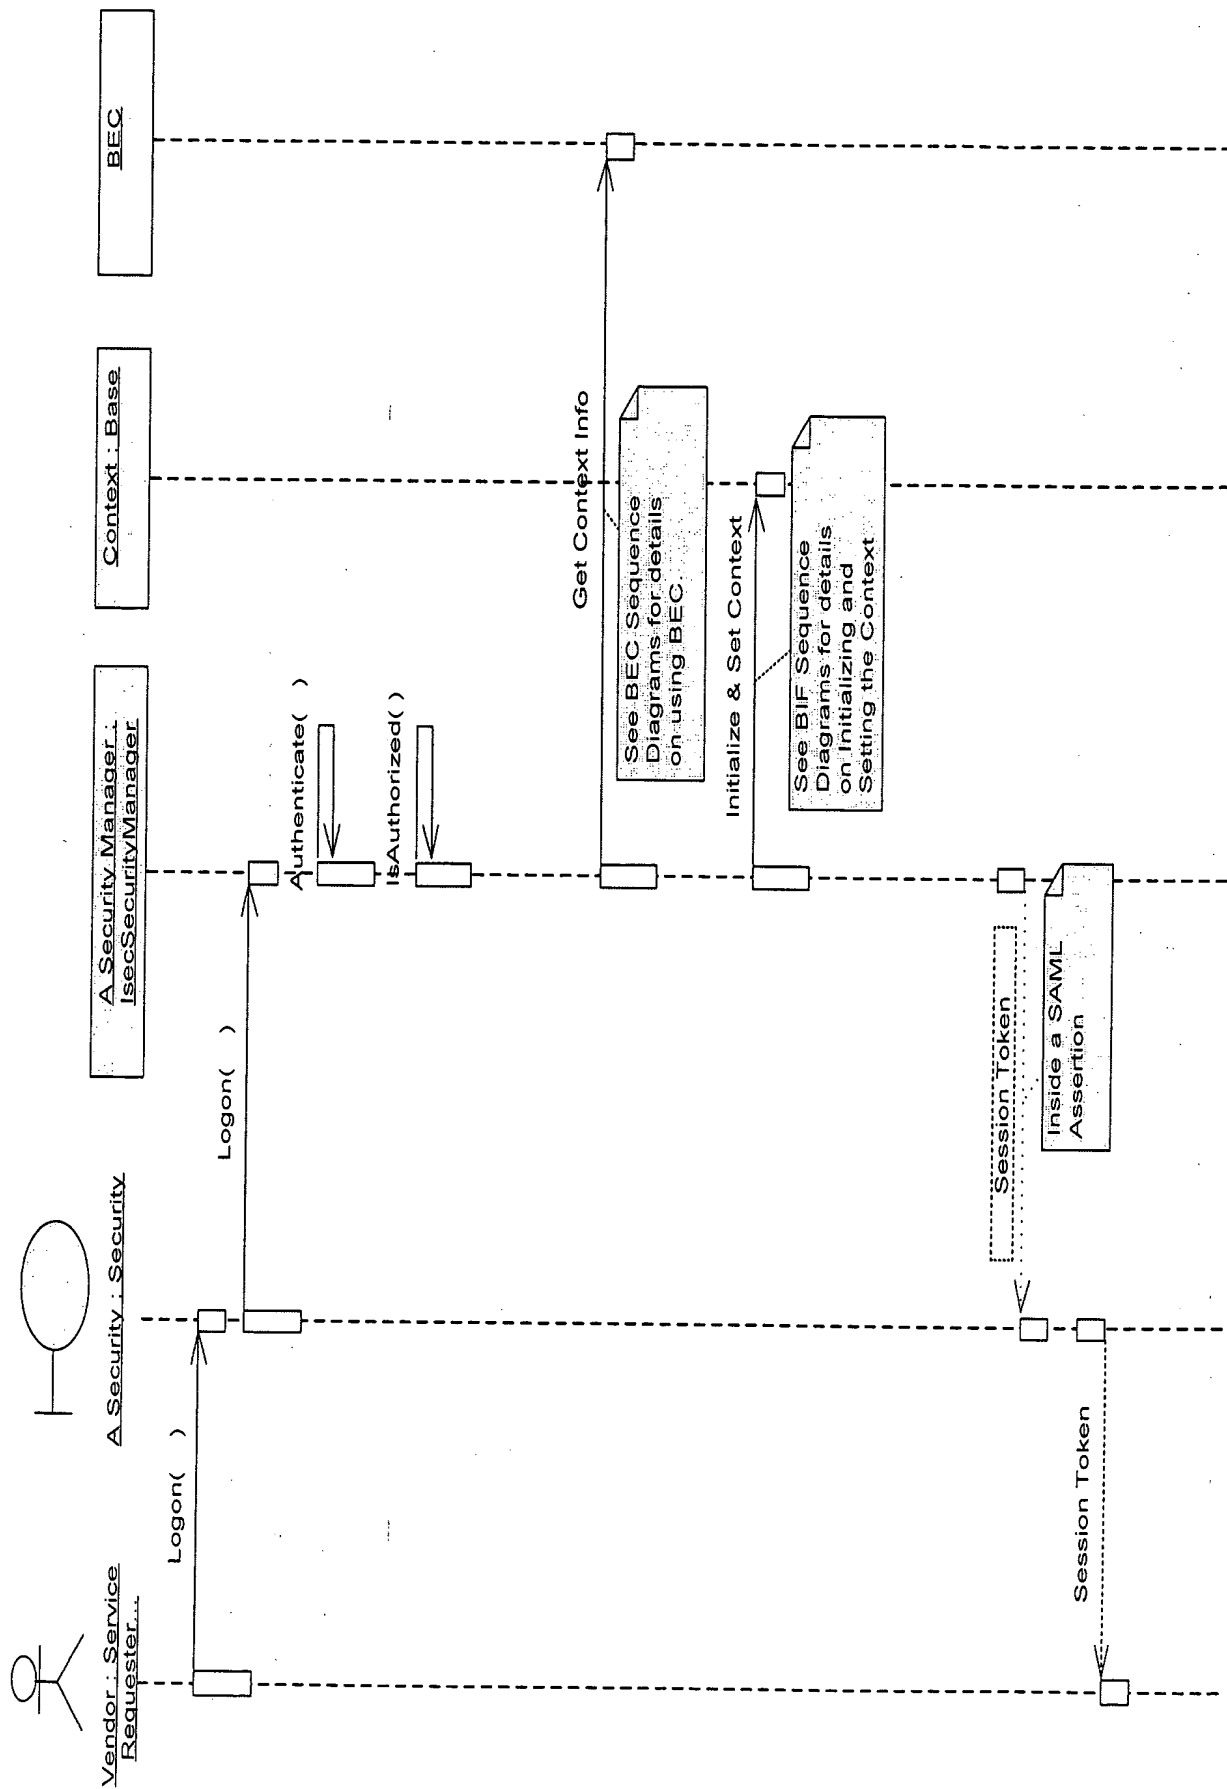 Vendor : Service
Requester...
A Security : Security
A Security Manager :
IsecSecurityManager
Context : Base
BEC
Logon( )
Logon( )
Authenticate( )
IsAuthorized( )
Get Context Info
See BEC Sequence
Diagrams for details
on using BEC.
Initialize & Set Context
See BIF Sequence
Diagrams for details
on Initializing and
Setting the Context
Session Token
Inside a SAML
Assertion
Session Token